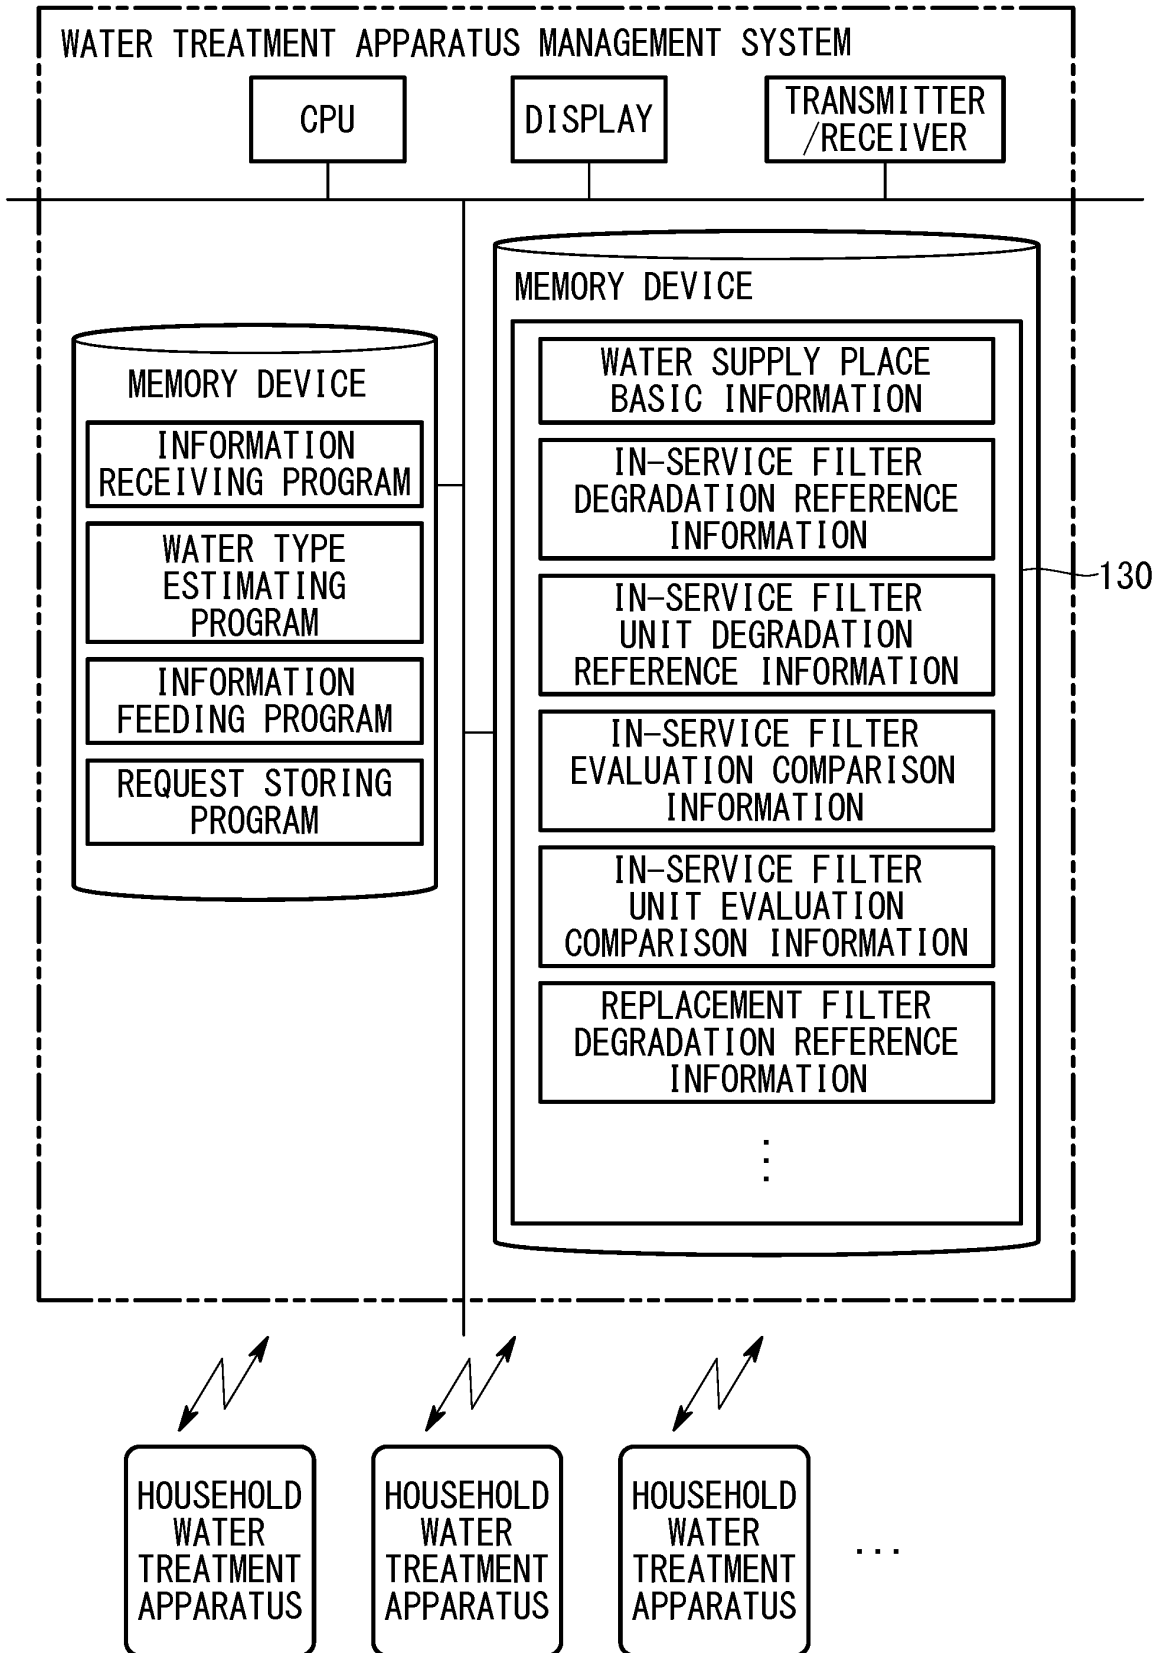 WATER TREATMENT APPARATUS MANAGEMENT SYSTEM
CPU
DISPLAY
TRANSMITTER
/RECEIVER
MEMORY DEVICE
INFORMATION
RECEIVING PROGRAM
WATER TYPE
ESTIMATING
PROGRAM
INFORMATION
FEEDING PROGRAM
REQUEST STORING
PROGRAM
MEMORY DEVICE
WATER SUPPLY PLACE
BASIC INFORMATION
IN-SERVICE FILTER
DEGRADATION REFERENCE
INFORMATION
IN-SERVICE FILTER
UNIT DEGRADATION
REFERENCE INFORMATION
IN-SERVICE FILTER
EVALUATION COMPARISON
INFORMATION
IN-SERVICE FILTER
UNIT EVALUATION
COMPARISON INFORMATION
REPLACEMENT FILTER
DEGRADATION REFERENCE
INFORMATION
⋮
130
HOUSEHOLD
WATER
TREATMENT
APPARATUS
HOUSEHOLD
WATER
TREATMENT
APPARATUS
HOUSEHOLD
WATER
TREATMENT
APPARATUS
...